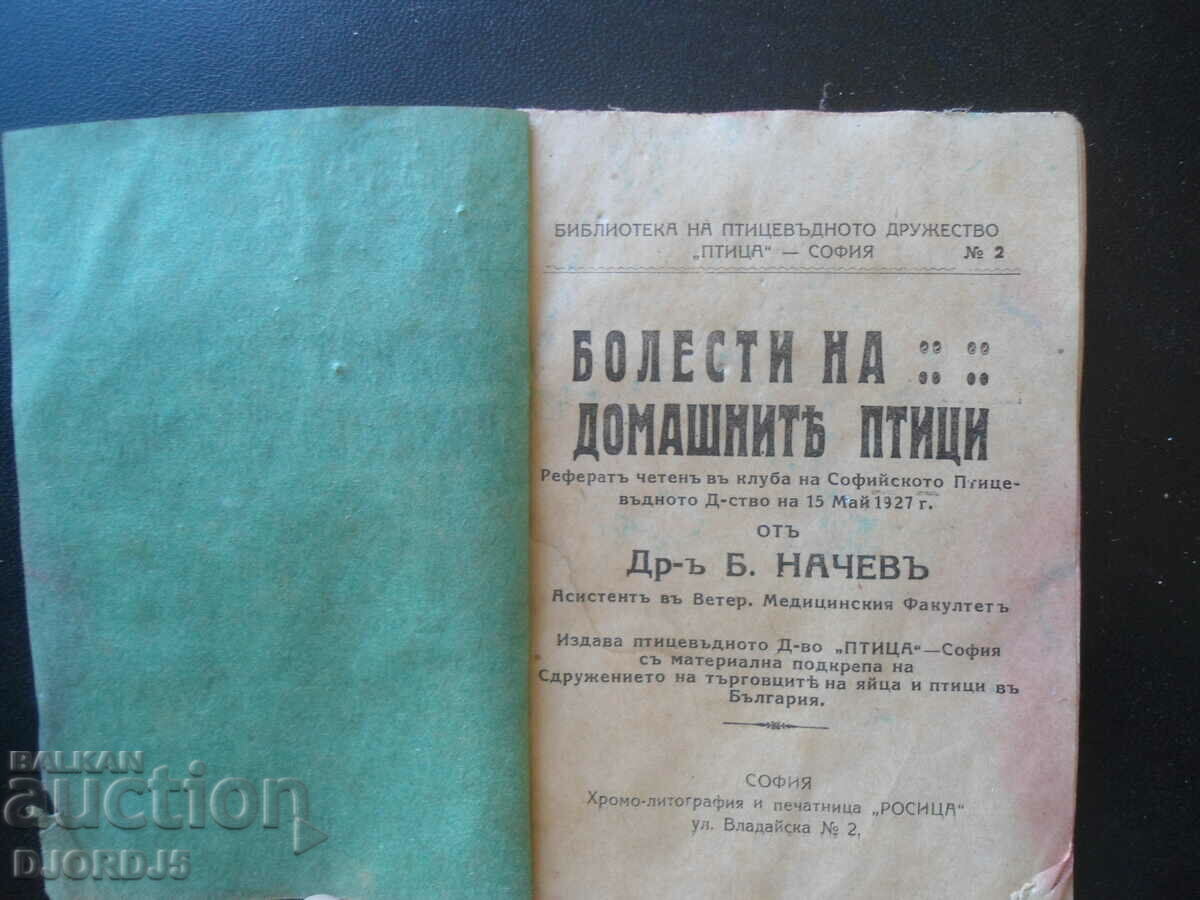 БИБЛИОТЕКА НА ПТИЦЕВЪДНОТО ДРУЖЕСТВО
„ПТИЦА“ — СОФИЯ № 2
БОЛЕСТИ НА
ДОМАШНИТѢ ПТИЦИ
Рефератъ четенъ въ клуба на Софийското Птице-
въдното Д-ство на 15 Май 1927 г.
отъ
Др-ъ Б. НАЧЕВЪ
Асистентъ въ Ветер. Медицинския Факултетъ
Издава птицевъдното Д-во „ПТИЦА“—София
съ материална подкрепа на
Сдружението на търговцитѣ на яйца и птици въ
България.
СОФИЯ
Хромо-литография и печатница „РОСИЦА“
ул. Владайска № 2,
BALKAN
auction
DJORDJ5